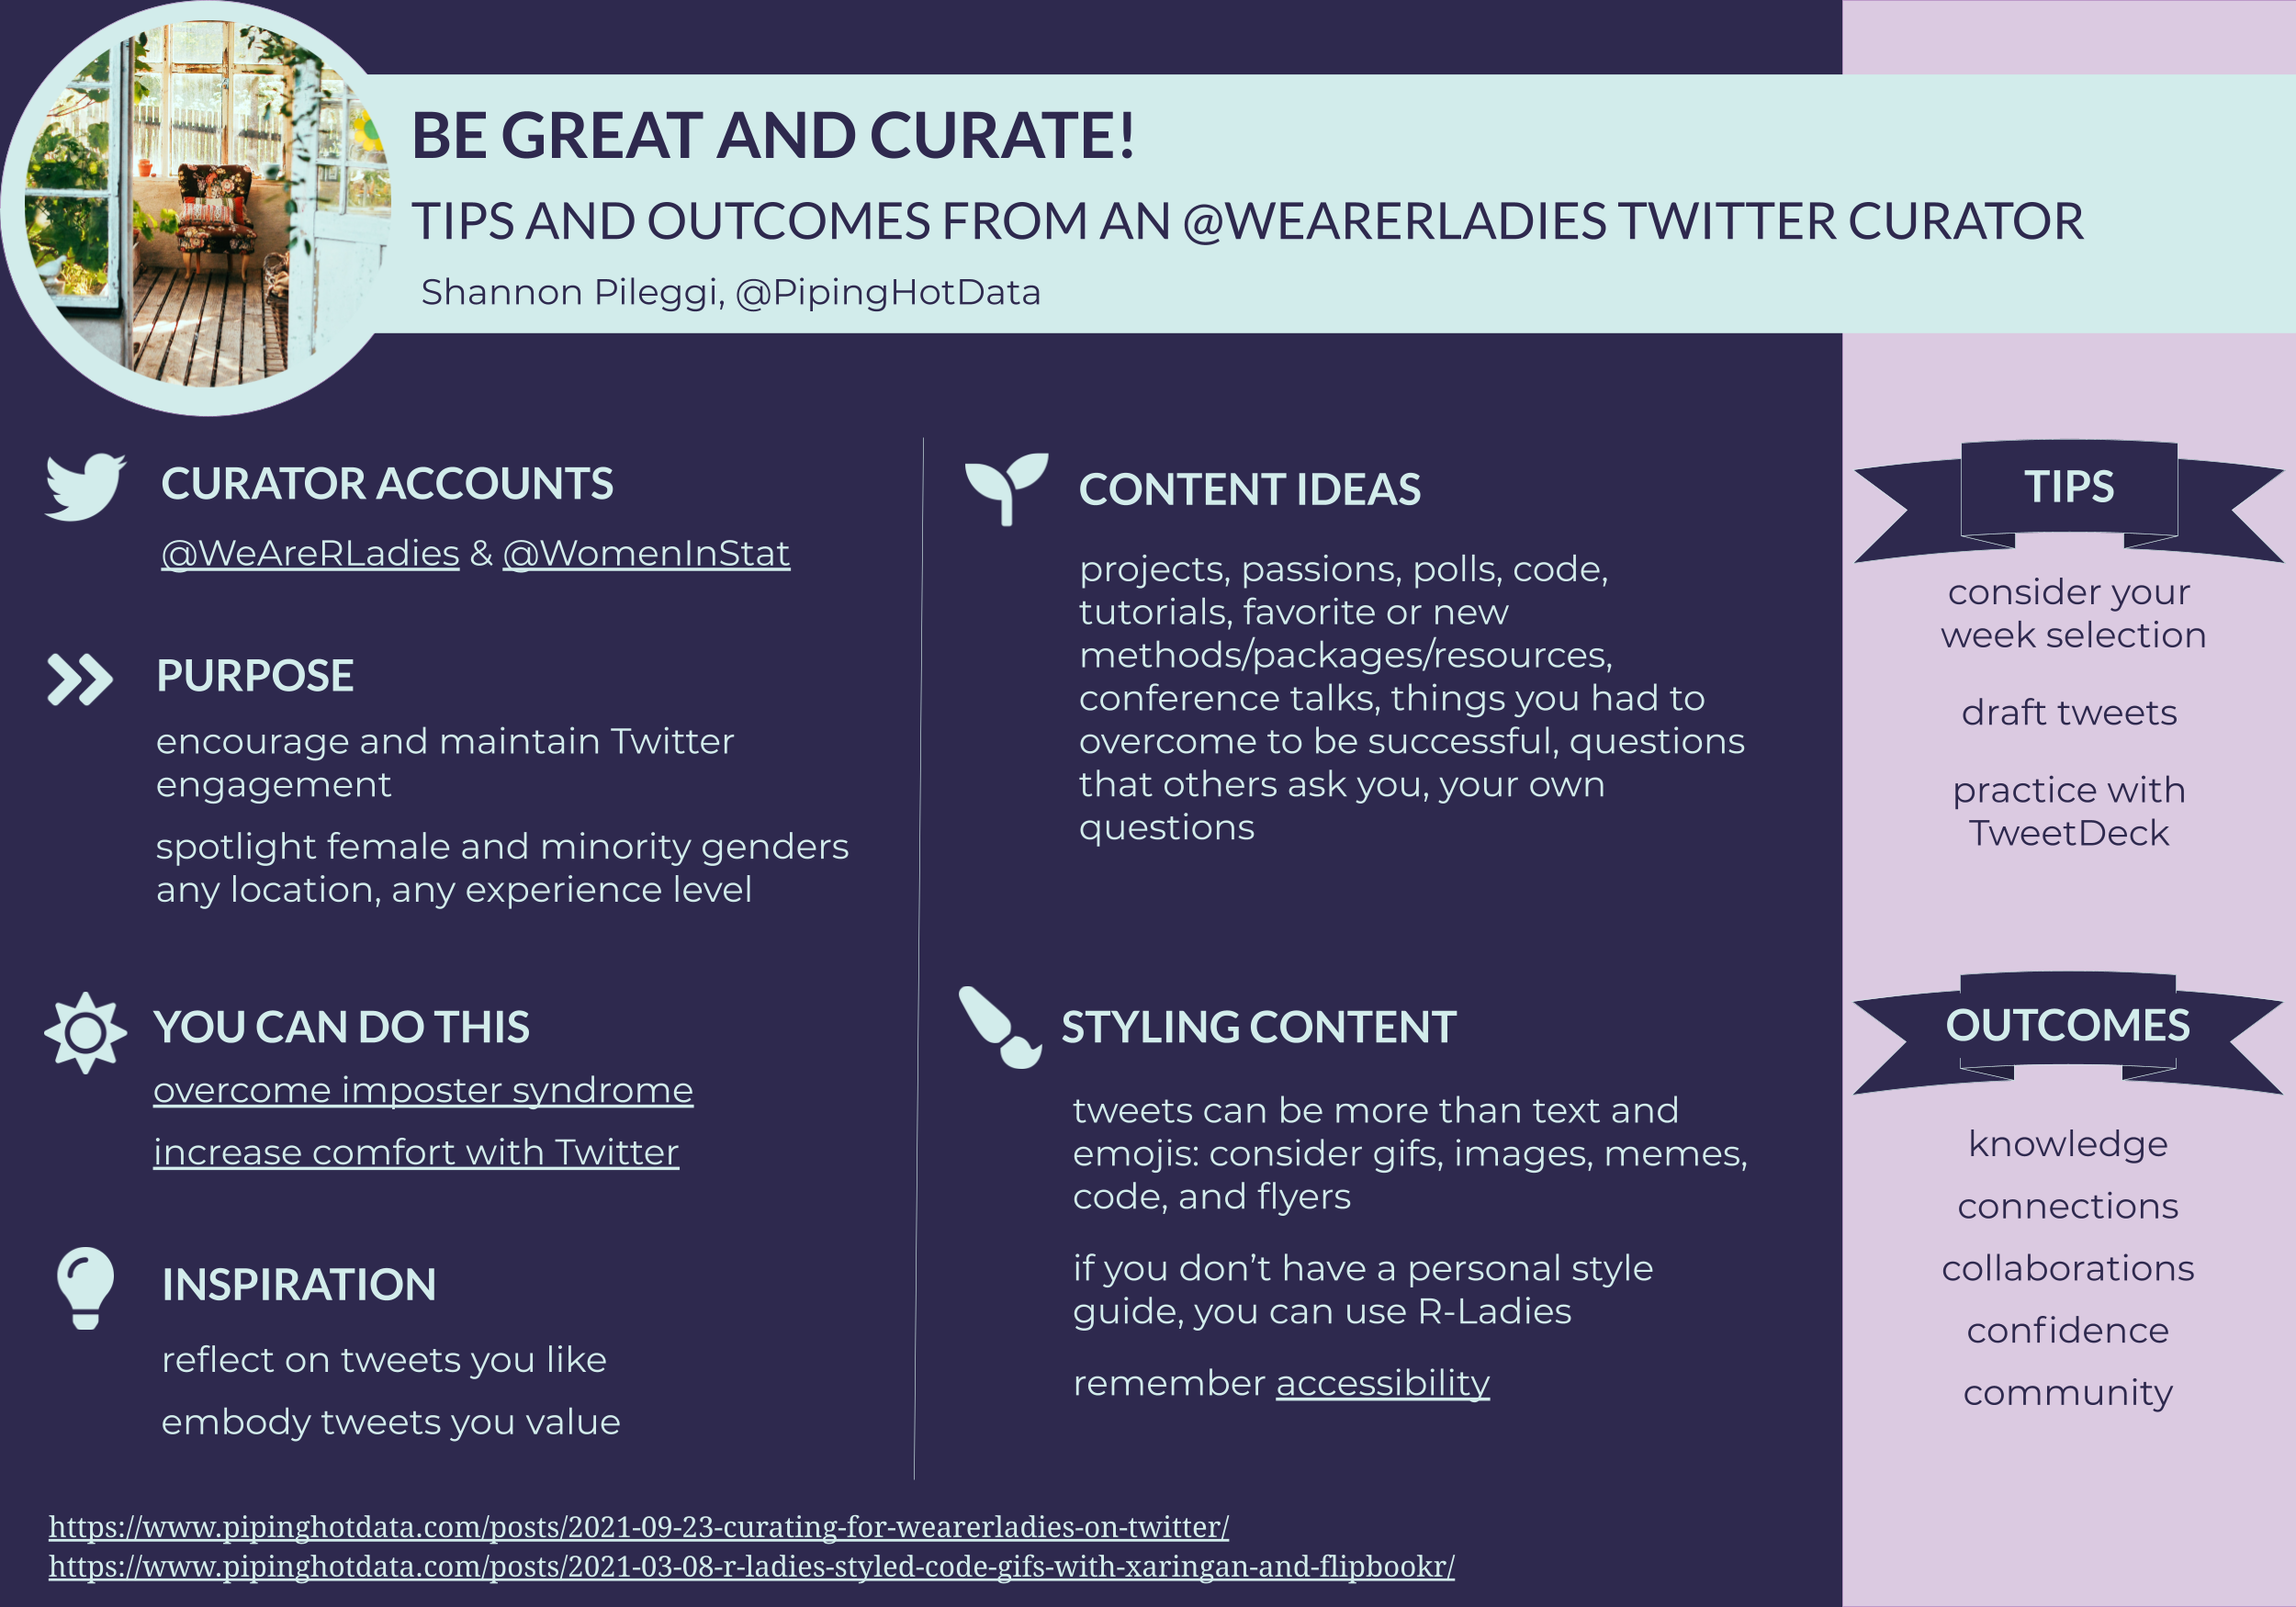 BE GREAT AND CURATE!
TIPS AND OUTCOMES FROM AN @WEARERLADIES TWITTER CURATOR
Shannon Pileggi, @PipingHotData
CURATOR ACCOUNTS
@WeAreRLadies & @WomenInStat
PURPOSE
encourage and maintain Twitter
engagement
spotlight female and minority genders
any location, any experience level
YOU CAN DO THIS
overcome imposter syndrome
increase comfort with Twitter
INSPIRATION
reflect on tweets you like
embody tweets you value
CONTENT IDEAS
projects, passions, polls, code,
tutorials, favorite or new
methods/packages/resources,
conference talks, things you had to
overcome to be successful, questions
that others ask you, your own
questions
STYLING CONTENT
tweets can be more than text and
emojis: consider gifs, images, memes,
code, and flyers
if you don’t have a personal style
guide, you can use R-Ladies
remember accessibility
TIPS
consider your
week selection
draft tweets
practice with
TweetDeck
OUTCOMES
knowledge
connections
collaborations
confidence
community
https://www.pipinghotdata.com/posts/2021-09-23-curating-for-wearerladies-on-twitter/
https://www.pipinghotdata.com/posts/2021-03-08-r-ladies-styled-code-gifs-with-xaringan-and-flipbookr/